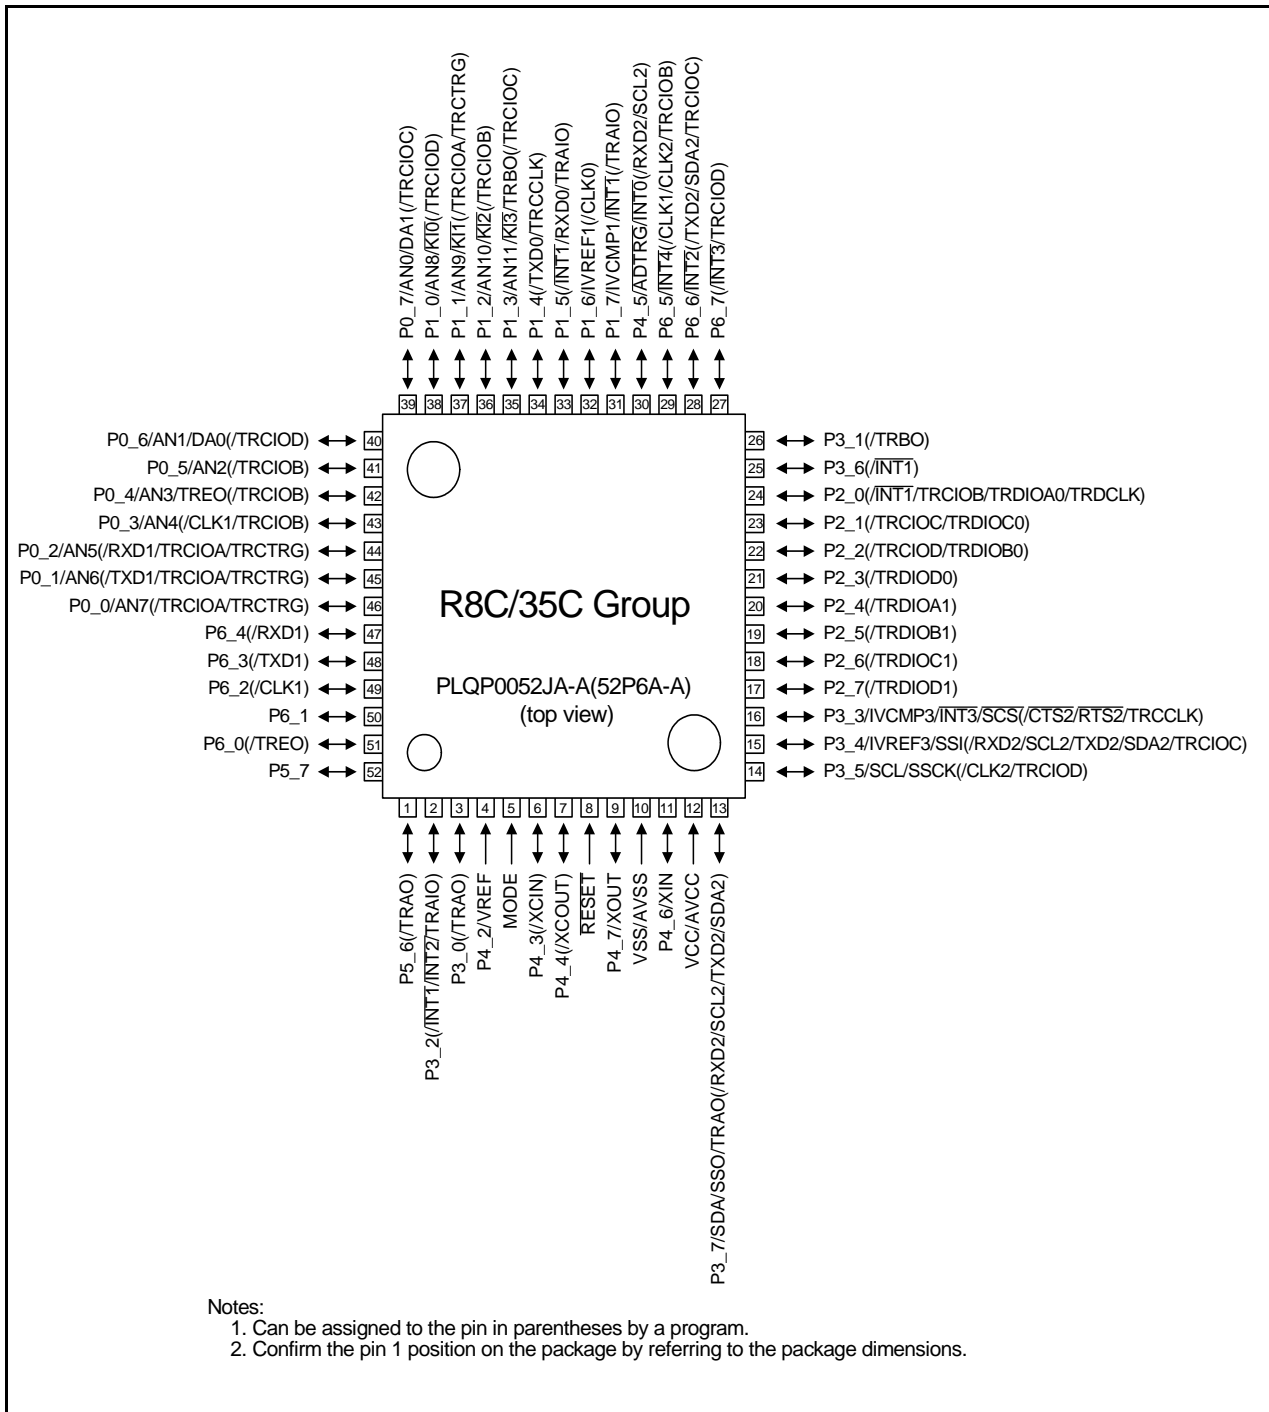 P0_7/AN0/DA1(/TRCIOC)
P1_0/AN8/KI0(/TRCIOD)
P1_1/AN9/KI1(/TRCIOA/TRCTRG)
P1_2/AN10/KI2(/TRCIOB)
P1_3/AN11/KI3/TRBO(/TRCIOC)
P1_4(/TXD0/TRCCLK)
P1_5(/INT1/RXD0/TRAIO)
P1_6/IVREF1(/CLK0)
P1_7/IVCMP1/INT1(/TRAIO)
P4_5/ADTRG/INT0(/RXD2/SCL2)
P6_5/INT4(/CLK1/CLK2/TRCIOB)
P6_6/INT2(/TXD2/SDA2/TRCIOC)
P6_7(/INT3/TRCIOD)
39 38 37 36 35 34 33 32 31 30 29 28 27
P0_6/AN1/DA0(/TRCIOD) 40
P0_5/AN2(/TRCIOB) 41
P0_4/AN3/TREO(/TRCIOB) 42
P0_3/AN4(/CLK1/TRCIOB) 43
P0_2/AN5(/RXD1/TRCIOA/TRCTRG) 44
P0_1/AN6(/TXD1/TRCIOA/TRCTRG) 45
P0_0/AN7(/TRCIOA/TRCTRG) 46
P6_4(/RXD1) 47
P6_3(/TXD1) 48
P6_2(/CLK1) 49
P6_1 50
P6_0(/TREO) 51
P5_7 52
R8C/35C Group
PLQP0052JA-A(52P6A-A)
(top view)
26 P3_1(/TRBO)
25 P3_6(/INT1)
24 P2_0(/INT1/TRCIOB/TRDIOA0/TRDCLK)
23 P2_1(/TRCIOC/TRDIOC0)
22 P2_2(/TRCIOD/TRDIOB0)
21 P2_3(/TRDIOD0)
20 P2_4(/TRDIOA1)
19 P2_5(/TRDIOB1)
18 P2_6(/TRDIOC1)
17 P2_7(/TRDIOD1)
16 P3_3/IVCMP3/INT3/SCS(/CTS2/RTS2/TRCCLK)
15 P3_4/IVREF3/SSI(/RXD2/SCL2/TXD2/SDA2/TRCIOC)
14 P3_5/SCL/SSCK(/CLK2/TRCIOD)
1 2 3 4 5 6 7 8 9 10 11 12 13
P5_6(/TRAO)
P3_2(/INT1/INT2/TRAIO)
P3_0(/TRAO)
P4_2/VREF
MODE
P4_3(/XCIN)
P4_4(/XCOUT)
RESET
P4_7/XOUT
VSS/AVSS
P4_6/XIN
VCC/AVCC
P3_7/SDA/SSO/TRAO(/RXD2/SCL2/TXD2/SDA2)
Notes:
1. Can be assigned to the pin in parentheses by a program.
2. Confirm the pin 1 position on the package by referring to the package dimensions.